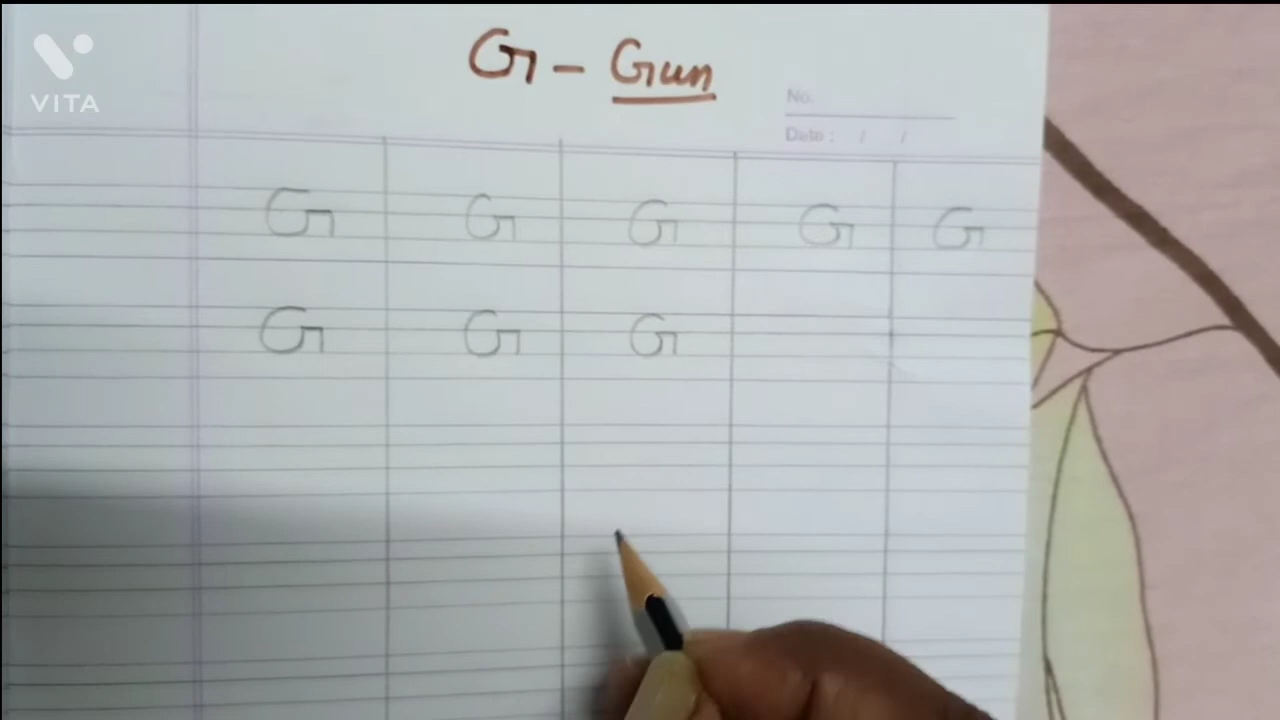 VITA
G - Gun
No.
Date : / /
G G G G G
G G G